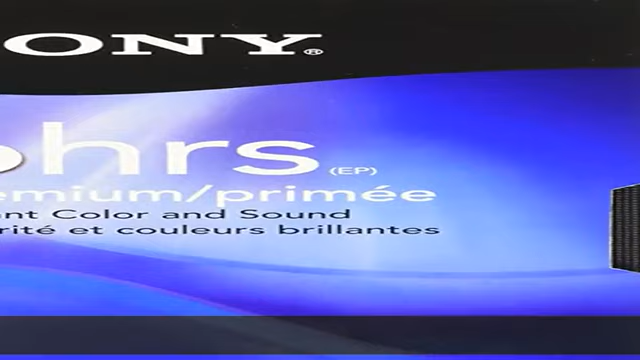 ONY®
hrs (EP)
emium/primée
nt Color and Sound
rité et couleurs brillantes